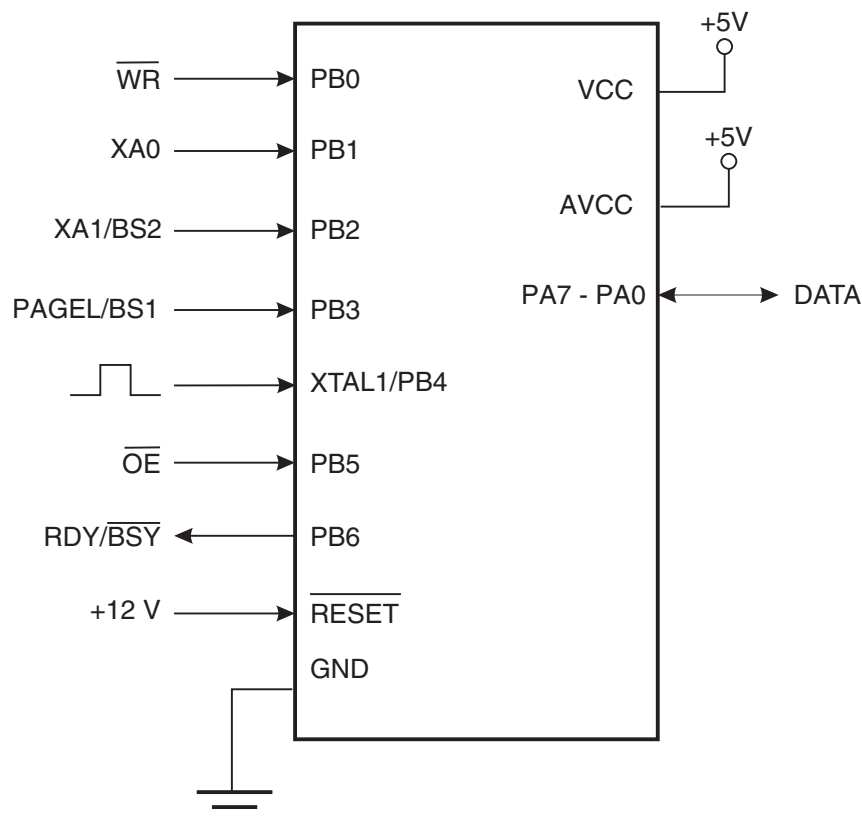 +5V
WR PB0 VCC
+5V
XA0 PB1
AVCC
XA1/BS2 PB2
PA7 - PA0 DATA
PAGEL/BS1 PB3
XTAL1/PB4
OE PB5
RDY/BSY PB6
+12 V RESET
GND